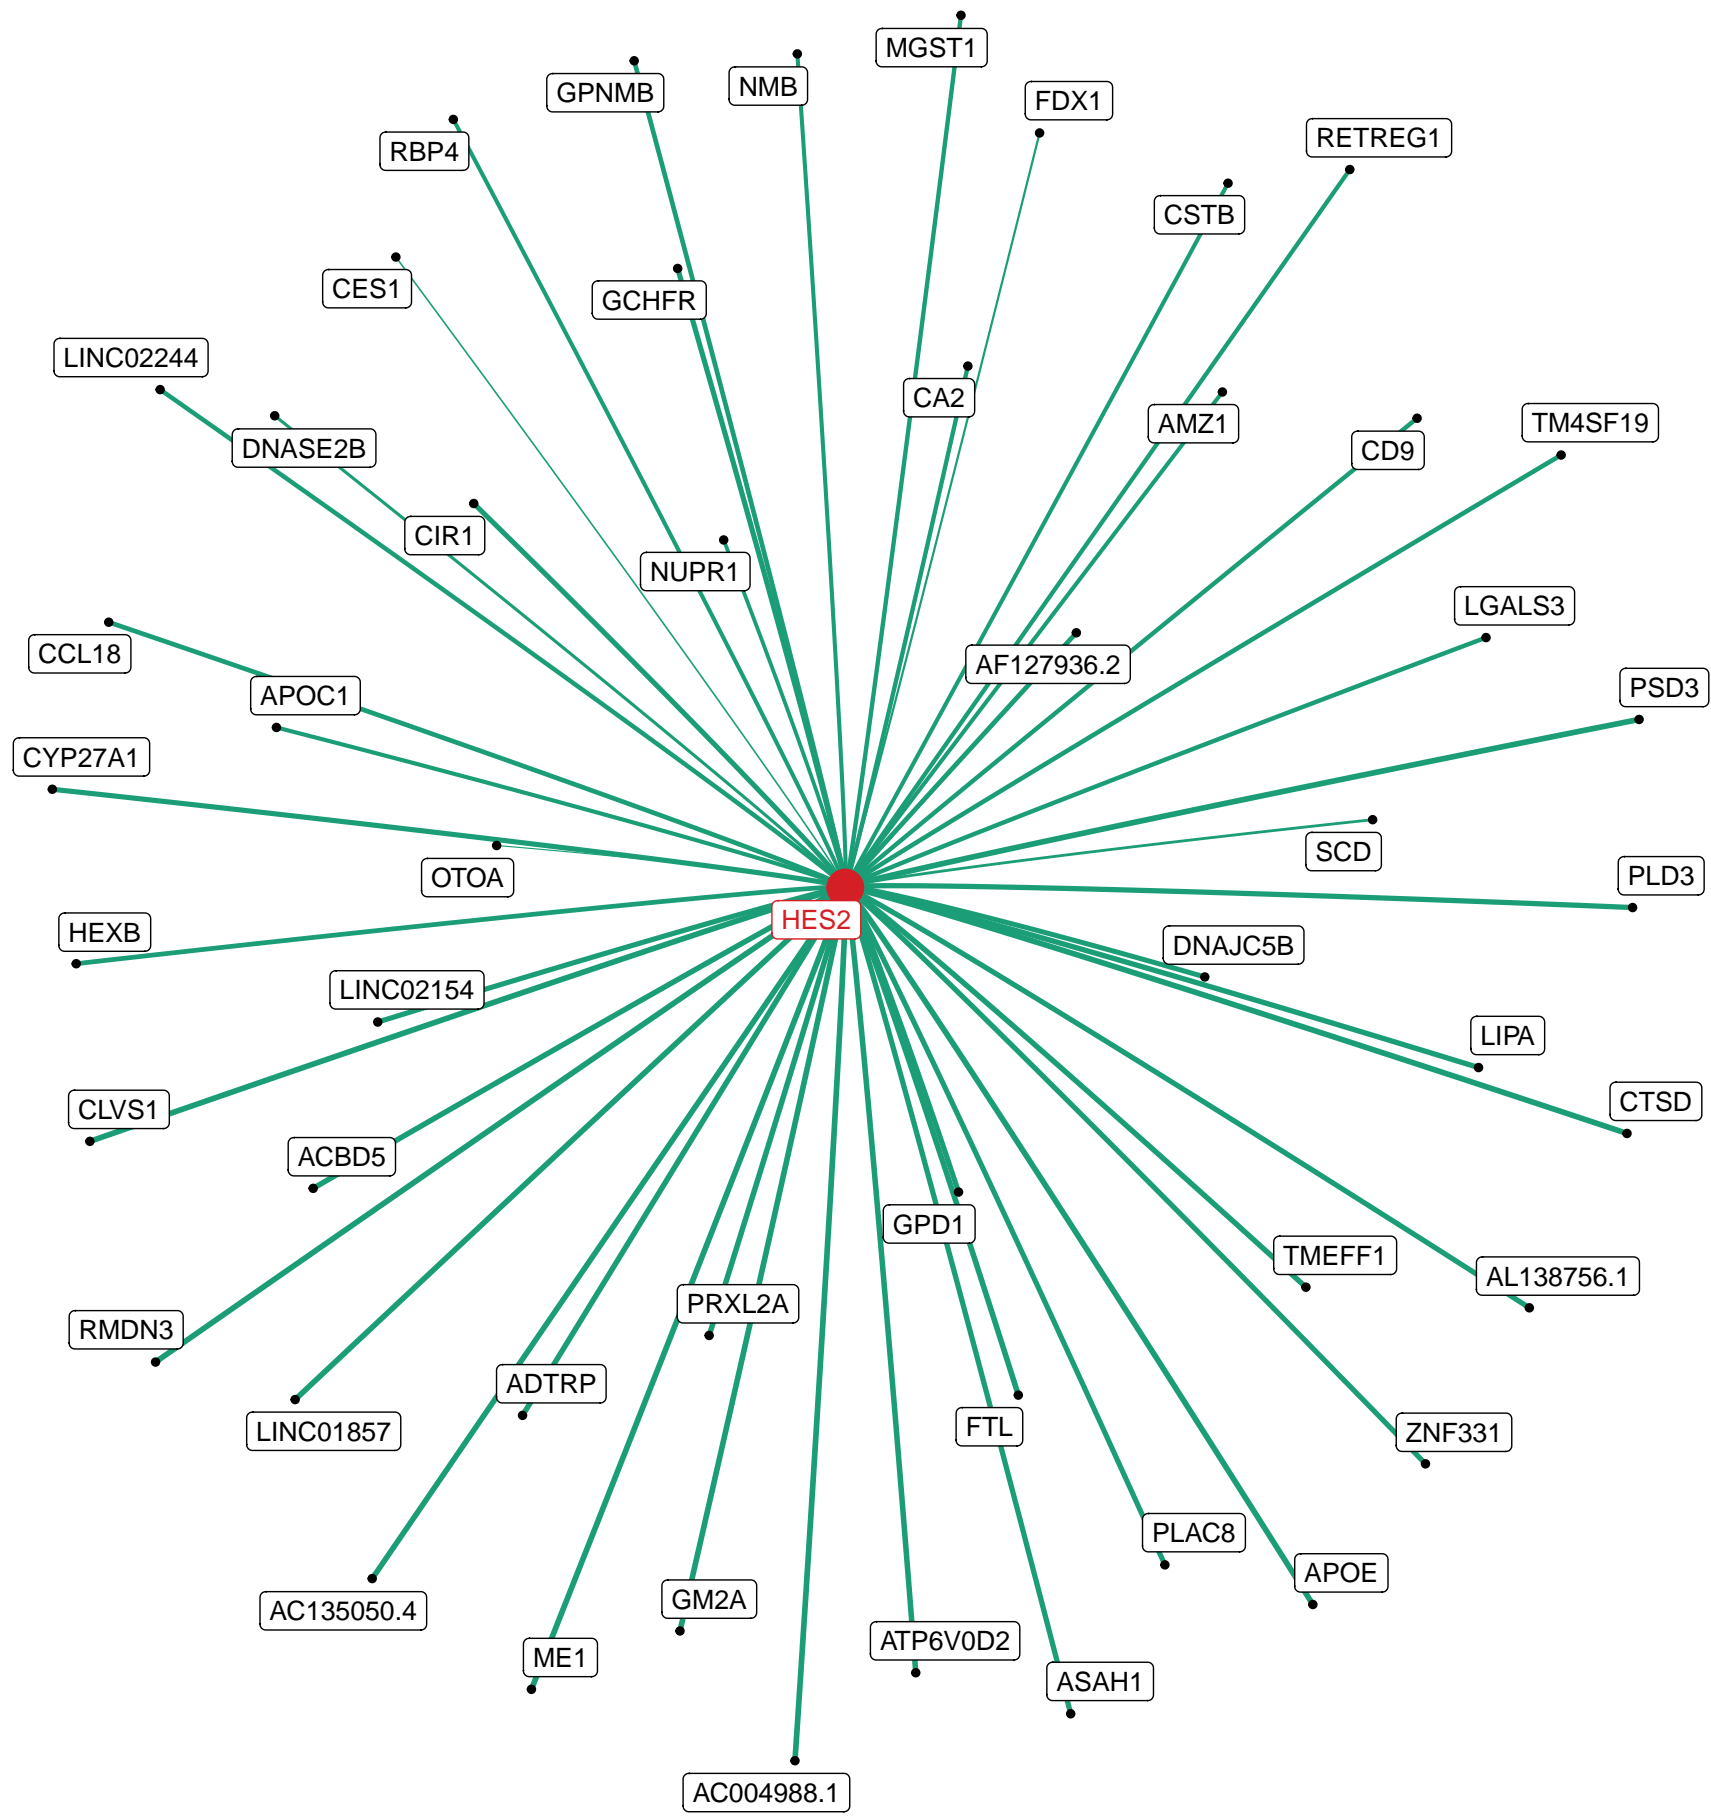 MGST1
NMB
GPNMB
FDX1
RETREG1
RBP4
CSTB
CES1
GCHFR
LINC02244
CA2
TM4SF19
AMZ1
DNASE2B
CD9
CIR1
NUPR1
LGALS3
CCL18
AF127936.2
PSD3
APOC1
CYP27A1
SCD
PLD3
OTOA
HES2
HEXB
DNAJC5B
LINC02154
LIPA
CTSD
CLVS1
ACBD5
GPD1
TMEFF1
AL138756.1
PRXL2A
RMDN3
ADTRP
FTL
LINC01857
ZNF331
PLAC8
APOE
GM2A
AC135050.4
ATP6V0D2
ME1
ASAH1
AC004988.1